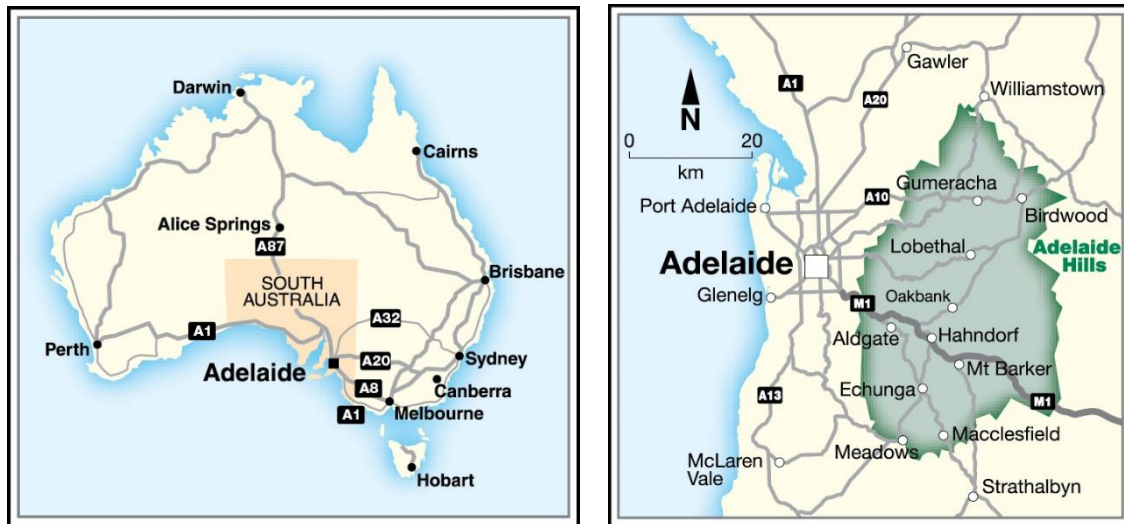 Darwin
Cairns
Alice Springs
A87
Brisbane
SOUTH
AUSTRALIA
A32
A1
Perth
Sydney
A20
Adelaide
Canberra
A8
Melbourne
A1
Hobart
Gawler
A1
A20
Williamstown
N
0 20
km
Gumeracha
A10
Port Adelaide
Birdwood
Lobethal
Adelaide
Hills
Adelaide
Glenelg
Oakbank
M1
Aldgate
Hahndorf
Mt Barker
Echunga
A13
M1
Macclesfield
Meadows
McLaren
Vale
Strathalbyn